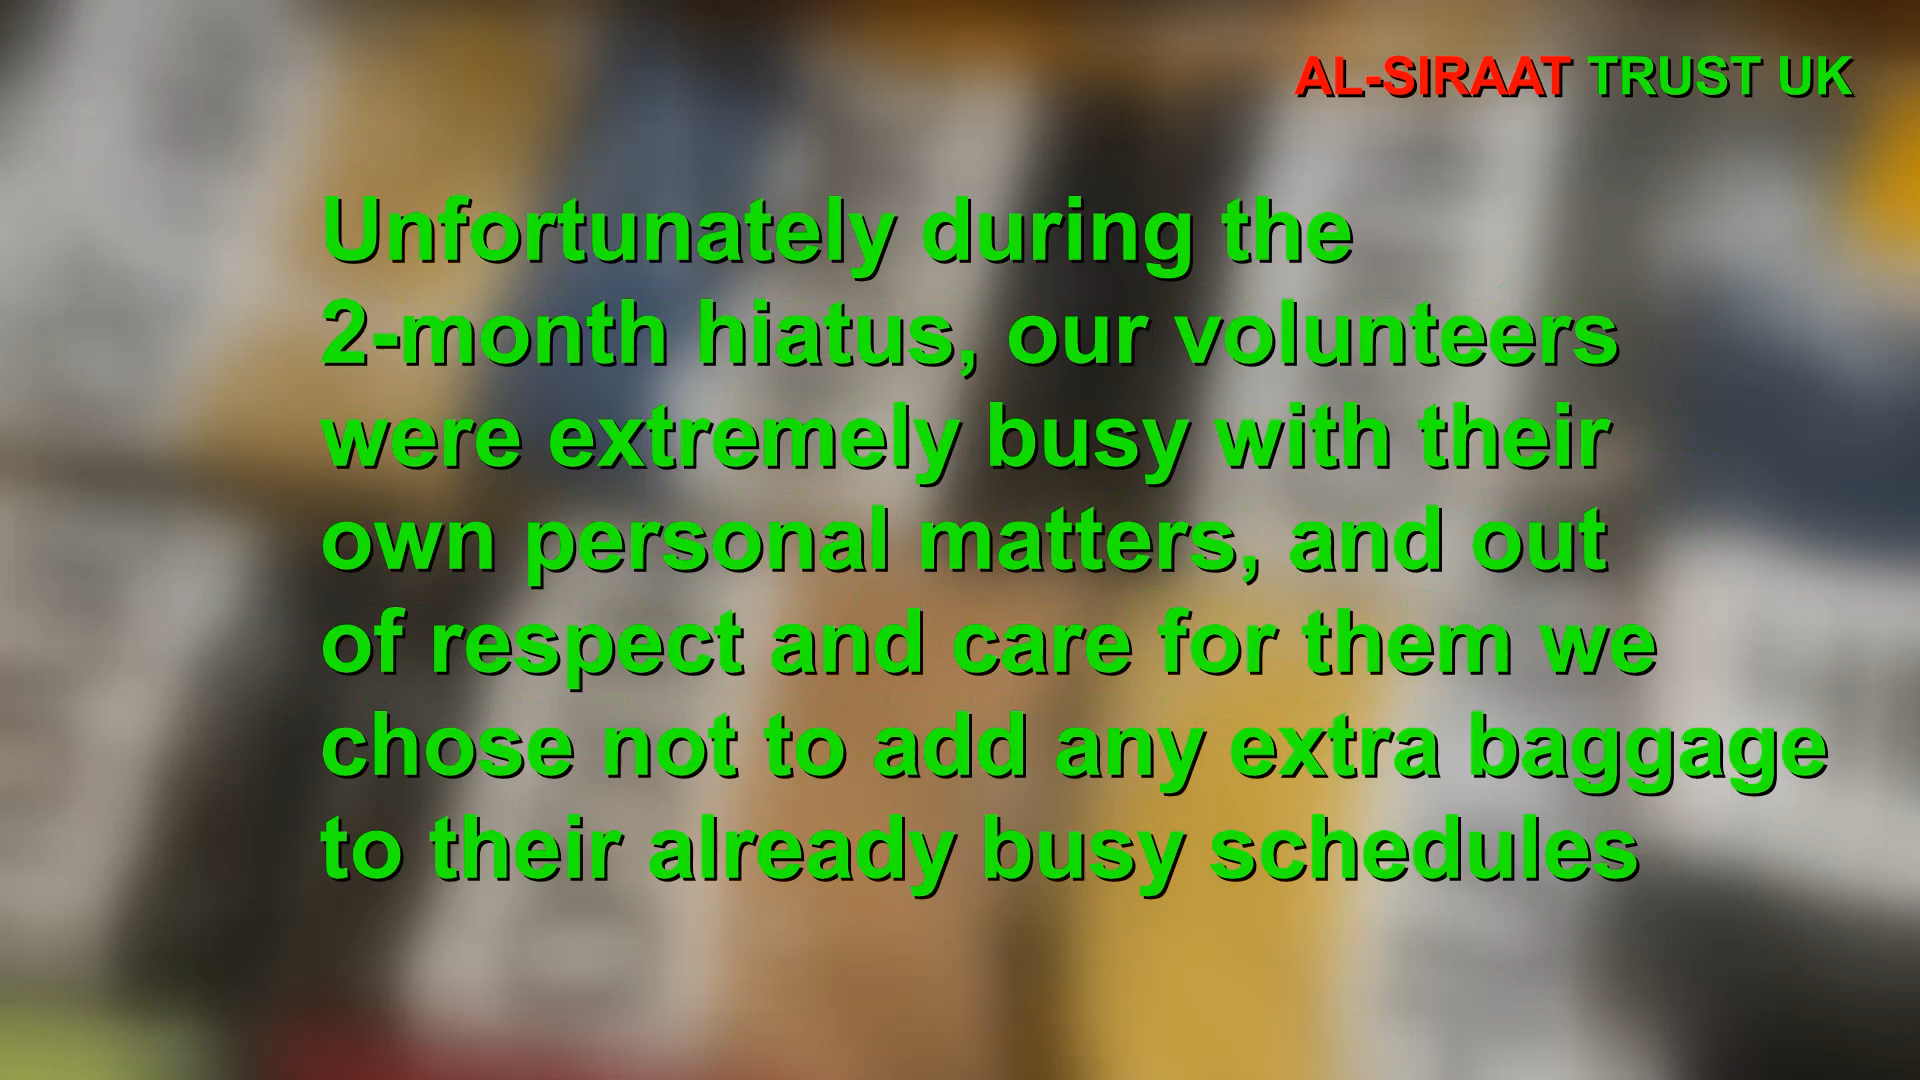 AL-SIRAAT TRUST UK
Unfortunately during the
2-month hiatus, our volunteers
were extremely busy with their
own personal matters, and out
of respect and care for them we
chose not to add any extra baggage
to their already busy schedules